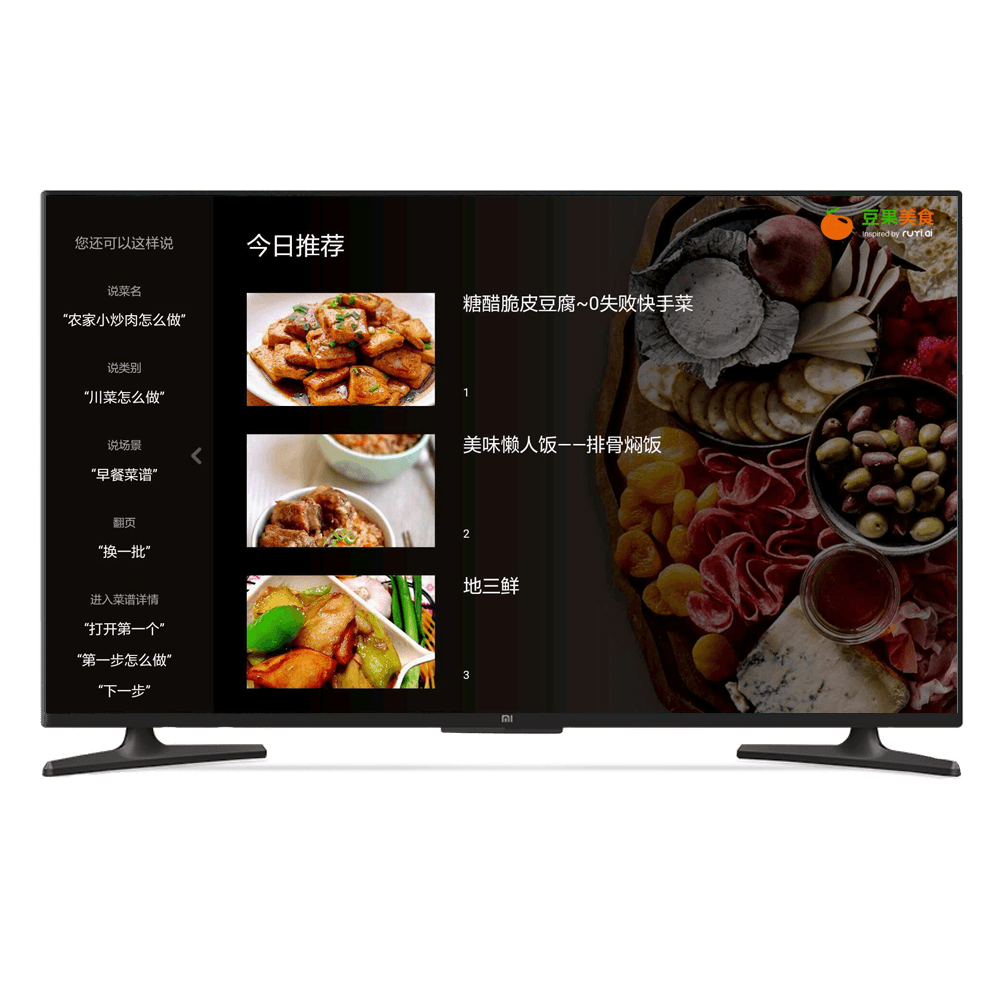 您还可以这样说
说菜名
“农家小炒肉怎么做”
说类别
“川菜怎么做”
说场景
“早餐菜谱”
翻页
“换一批”
进入菜谱详情
“打开第一个”
“第一步怎么做”
“下一步”
今日推荐
糖醋脆皮豆腐~0失败快手菜
1
美味懒人饭——排骨焖饭
2
地三鲜
3
豆果美食
Inspired by ruyi.ai
mi